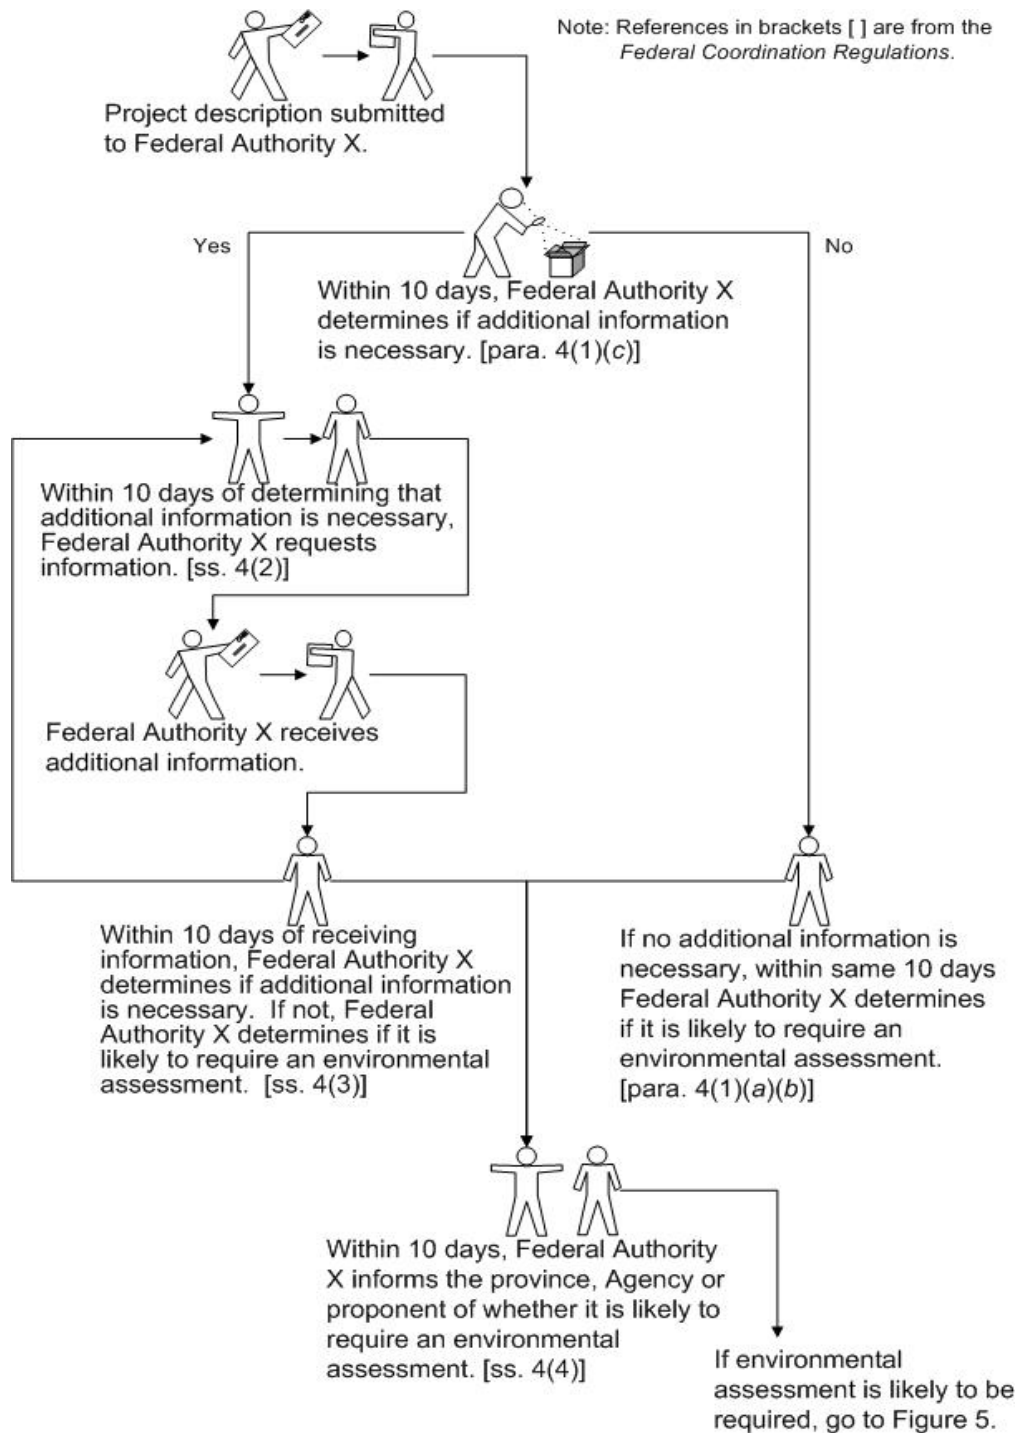 Note: References in brackets [ ] are from the
Federal Coordination Regulations.
Project description submitted
to Federal Authority X.
Yes
No
Within 10 days, Federal Authority X
determines if additional information
is necessary. [para. 4(1)(c)]
Within 10 days of determining that
additional information is necessary,
Federal Authority X requests
information. [ss. 4(2)]
Federal Authority X receives
additional information.
Within 10 days of receiving
information, Federal Authority X
determines if additional information
is necessary. If not, Federal
Authority X determines if it is
likely to require an environmental
assessment. [ss. 4(3)]
If no additional information is
necessary, within same 10 days
Federal Authority X determines
if it is likely to require an
environmental assessment.
[para. 4(1)(a)(b)]
Within 10 days, Federal Authority
X informs the province, Agency or
proponent of whether it is likely to
require an environmental
assessment. [ss. 4(4)]
If environmental
assessment is likely to be
required, go to Figure 5.